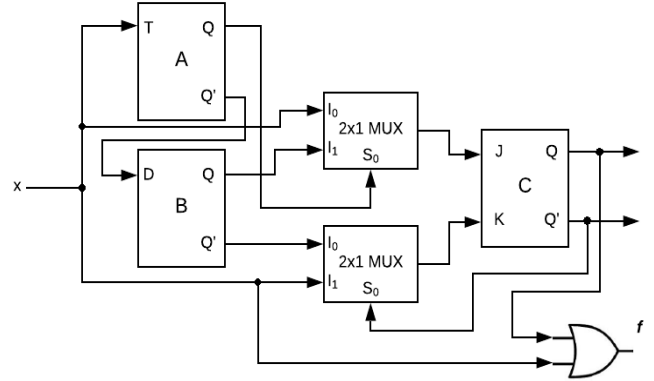 T Q
A
Q'
I₀
2x1 MUX
I₁
S₀
J Q
C
K Q'
x
D Q
B
Q'
I₀
2x1 MUX
I₁
S₀
f